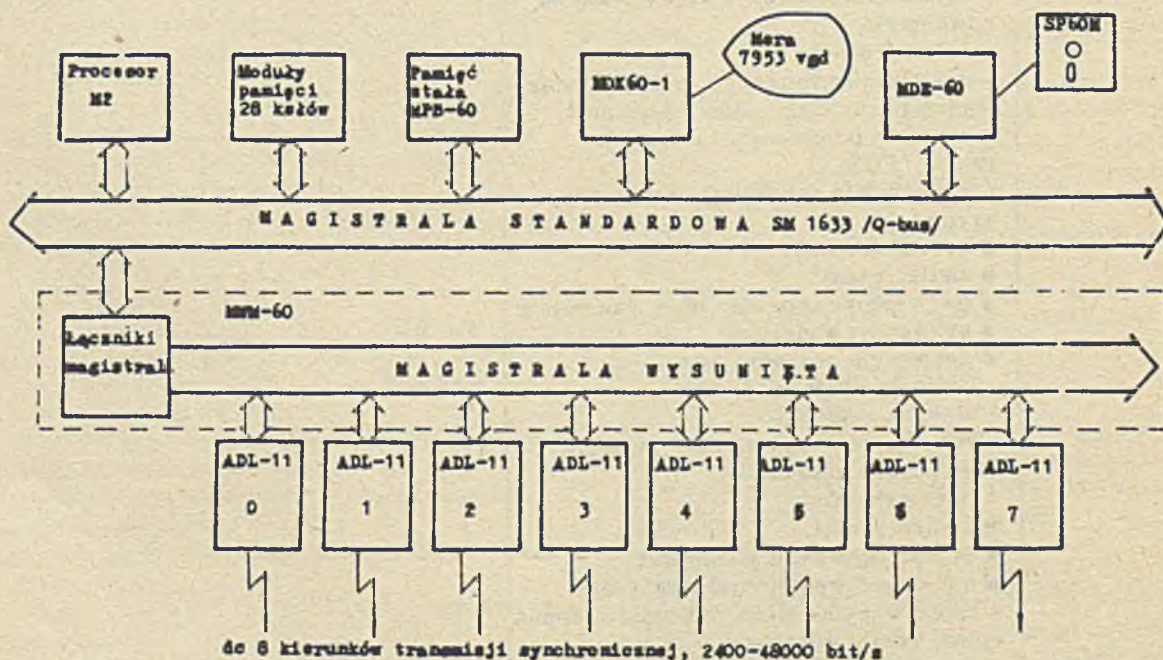 Procesor
M2
Moduły
pamięci
28 ksłów
Pamięć
stała
MPB-60
MDK60-1
Mera
7953 vgd
MDE-60
SP60M
MAGISTRALA STANDARDOWA SM 1633 /Q-bus/
MWM-60
Łączniki
magistral
MAGISTRALA WYSUNIĘTA
ADL-11
0
ADL-11
1
ADL-11
2
ADL-11
3
ADL-11
4
ADL-11
5
ADL-11
6
ADL-11
7
do 8 kierunków transmisji synchronicznej, 2400-48000 bit/s